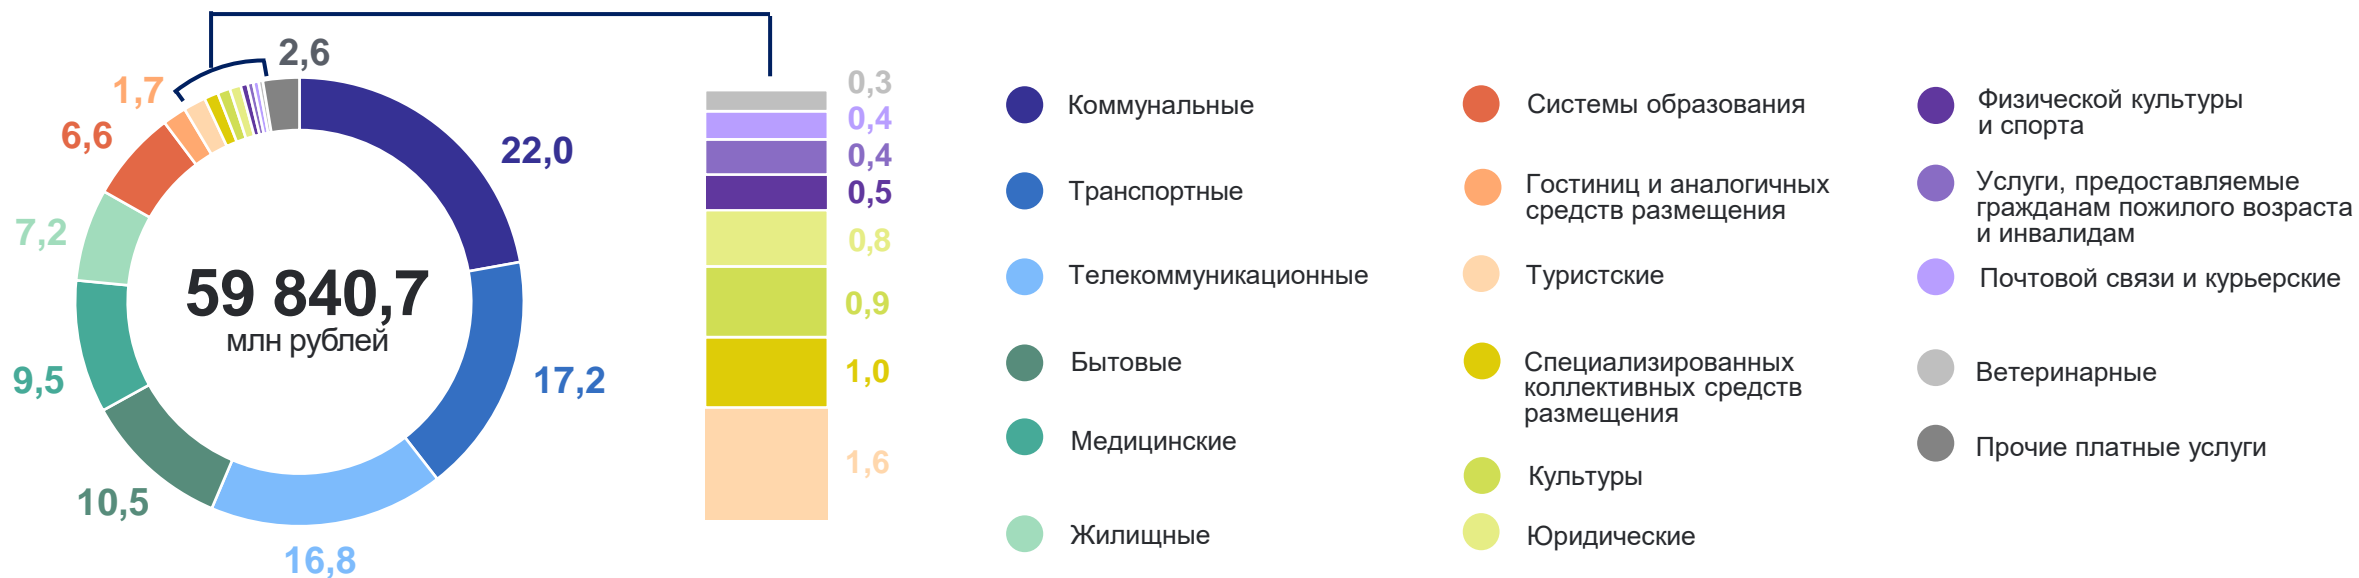 2,6
1,7
6,6
22,0
7,2
59 840,7
млн рублей
9,5
17,2
10,5
16,8
0,3
0,4
0,4
0,5
0,8
0,9
1,0
1,6
Коммунальные
Транспортные
Телекоммуникационные
Бытовые
Медицинские
Жилищные
Системы образования
Гостиниц и аналогичных
средств размещения
Туристские
Специализированных
коллективных средств
размещения
Культуры
Юридические
Физической культуры
и спорта
Услуги, предоставляемые
гражданам пожилого возраста
и инвалидам
Почтовой связи и курьерские
Ветеринарные
Прочие платные услуги